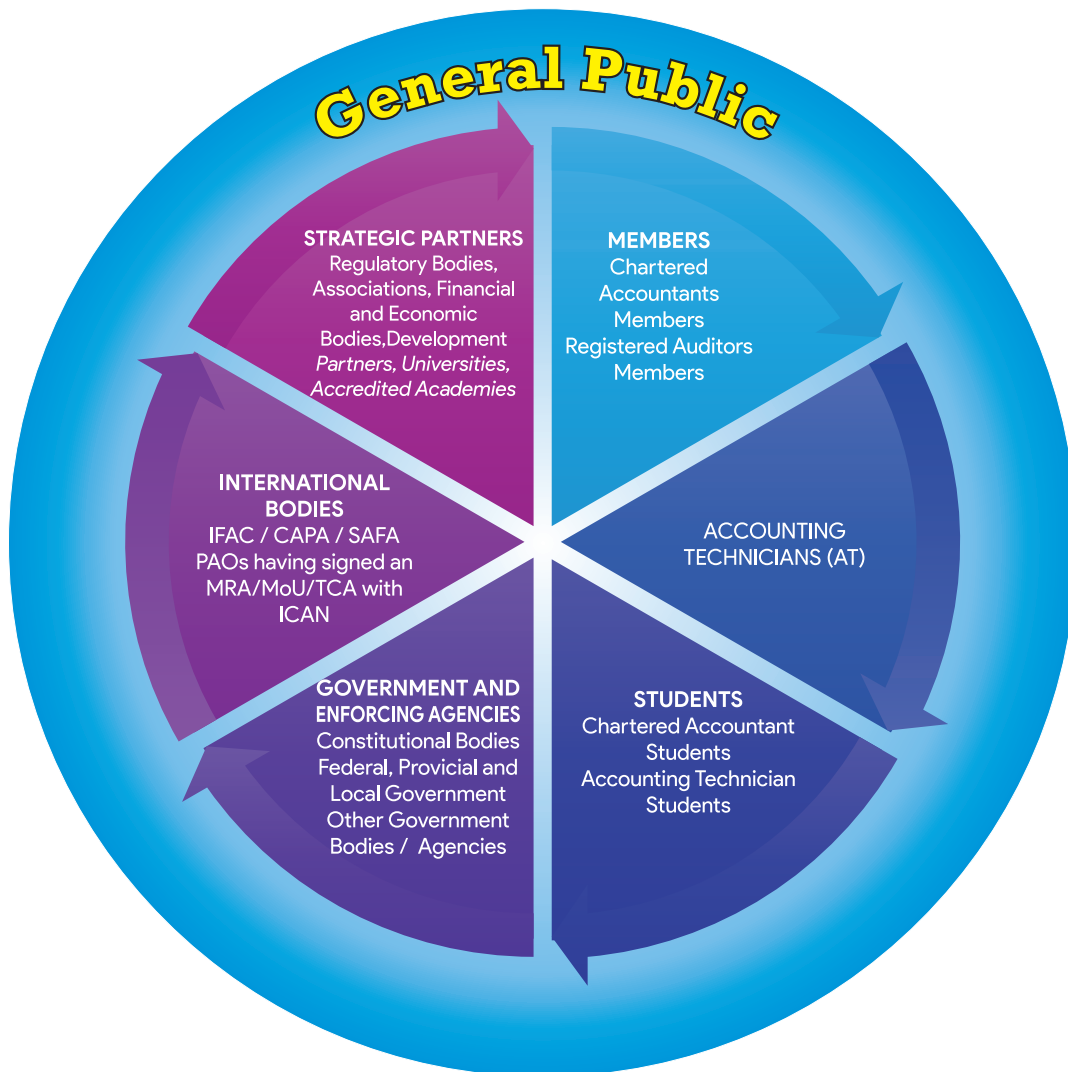 General Public
MEMBERS
Chartered
Accountants
Members
Registered Auditors
Members
ACCOUNTING
TECHNICIANS (AT)
STUDENTS
Chartered Accountant
Students
Accounting Technician
Students
GOVERNMENT AND
ENFORCING AGENCIES
Constitutional Bodies
Federal, Provicial and
Local Government
Other Government
Bodies / Agencies
INTERNATIONAL
BODIES
IFAC / CAPA / SAFA
PAOs having signed an
MRA/MoU/TCA with
ICAN
STRATEGIC PARTNERS
Regulatory Bodies,
Associations, Financial
and Economic
Bodies,Development
Partners, Universities,
Accredited Academies